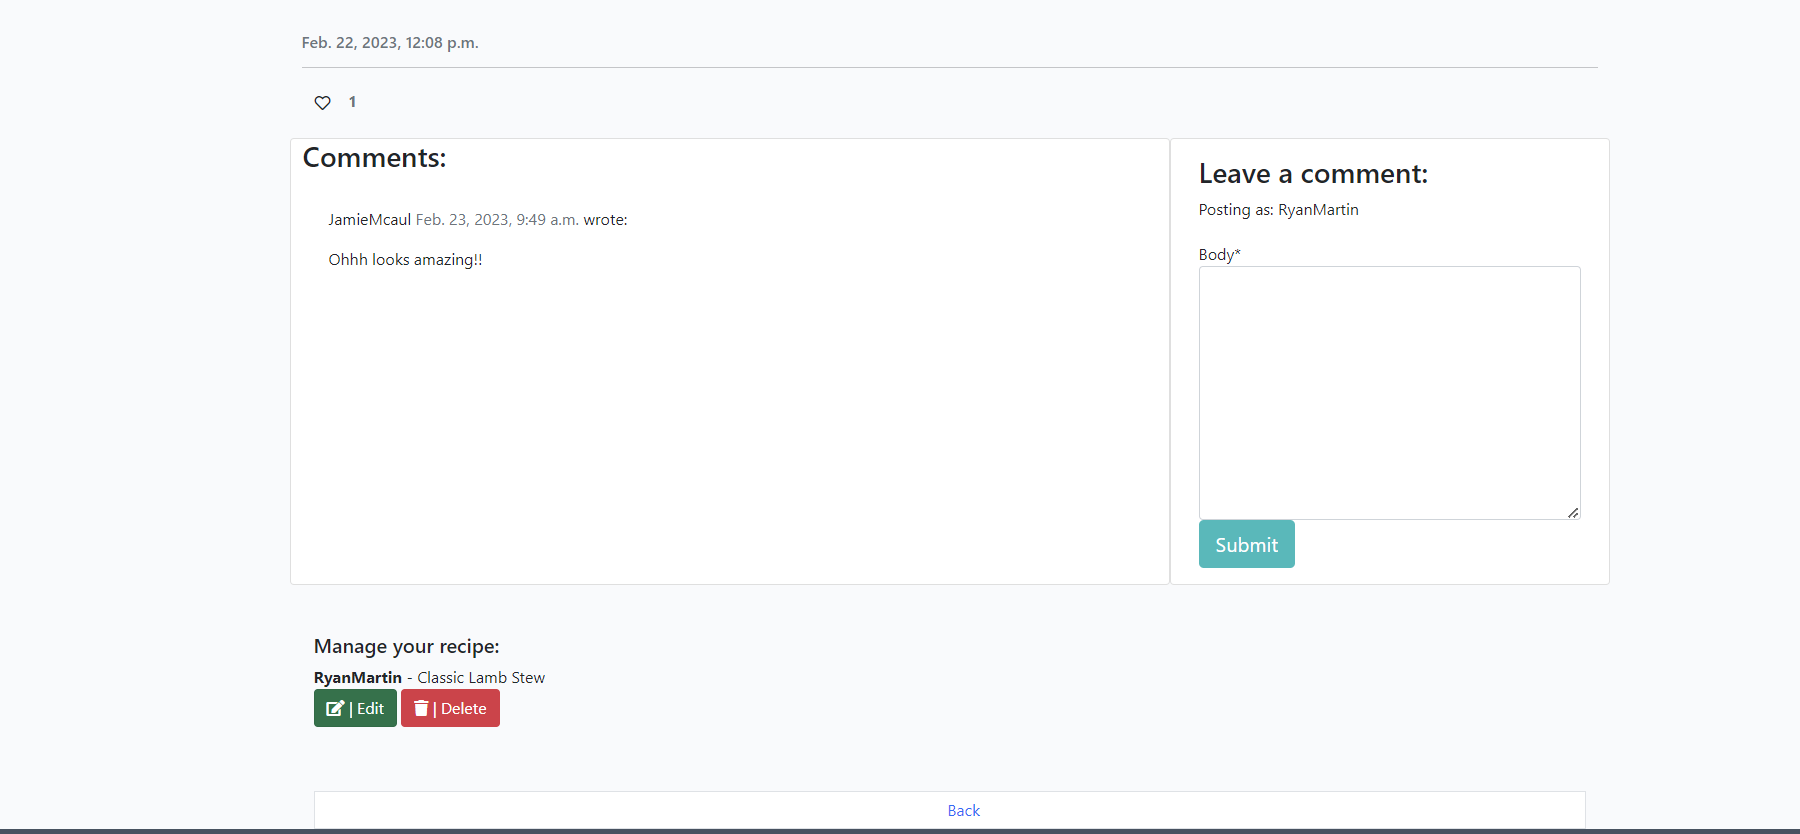 Feb. 22, 2023, 12:08 p.m.
1
Comments:
JamieMcaul Feb. 23, 2023, 9:49 a.m. wrote:
Ohhh looks amazing!!
Leave a comment:
Posting as: RyanMartin
Body*
Submit
Manage your recipe:
RyanMartin - Classic Lamb Stew
| Edit
| Delete
Back